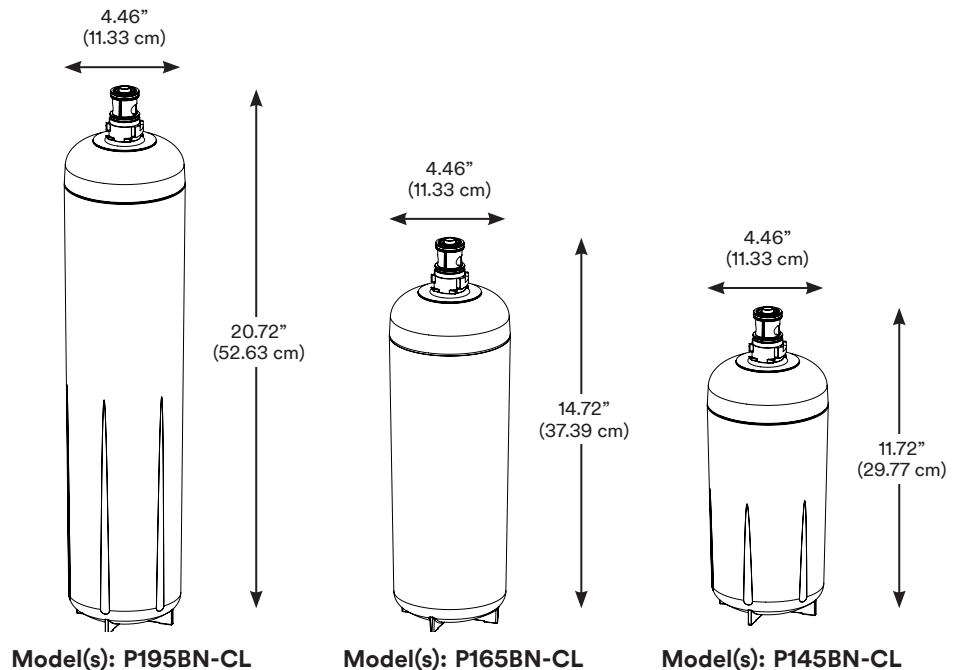 4.46”
(11.33 cm)
20.72”
(52.63 cm)
Model(s): P195BN-CL
4.46”
(11.33 cm)
14.72”
(37.39 cm)
Model(s): P165BN-CL
4.46”
(11.33 cm)
11.72”
(29.77 cm)
Model(s): P145BN-CL